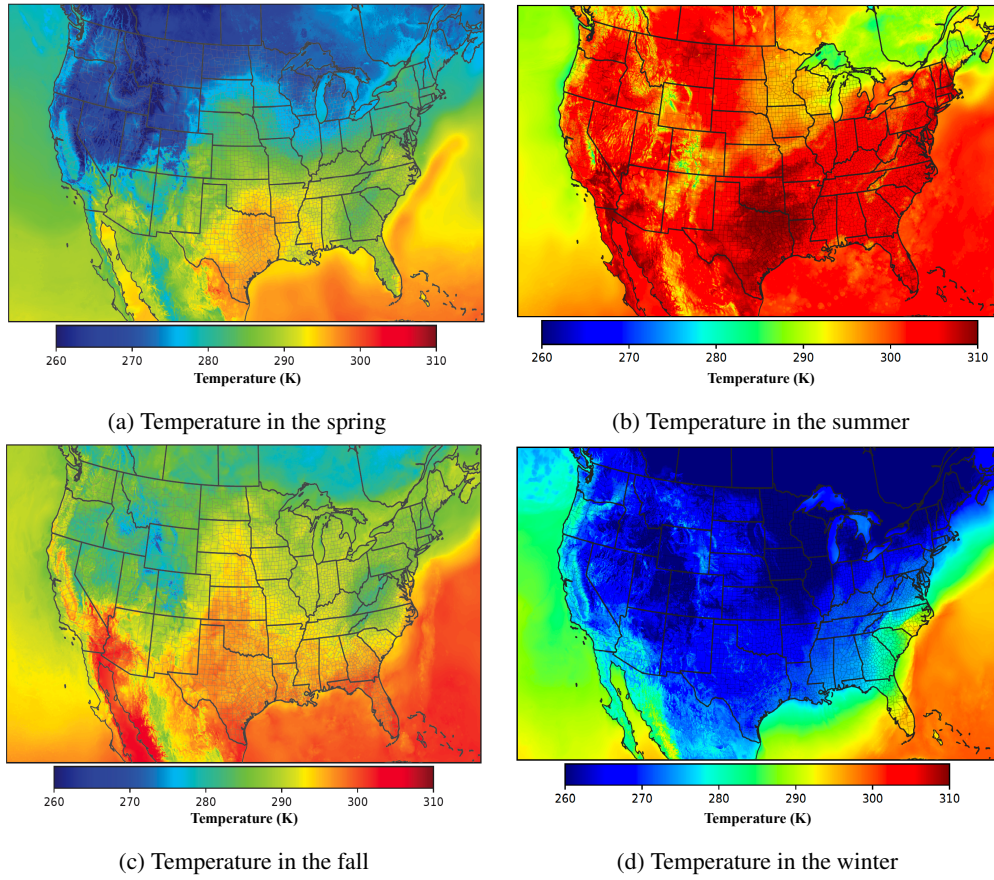 260 270 280 290 300 310
Temperature (K)
(a) Temperature in the spring
260 270 280 290 300 310
Temperature (K)
(b) Temperature in the summer
260 270 280 290 300 310
Temperature (K)
(c) Temperature in the fall
260 270 280 290 300 310
Temperature (K)
(d) Temperature in the winter